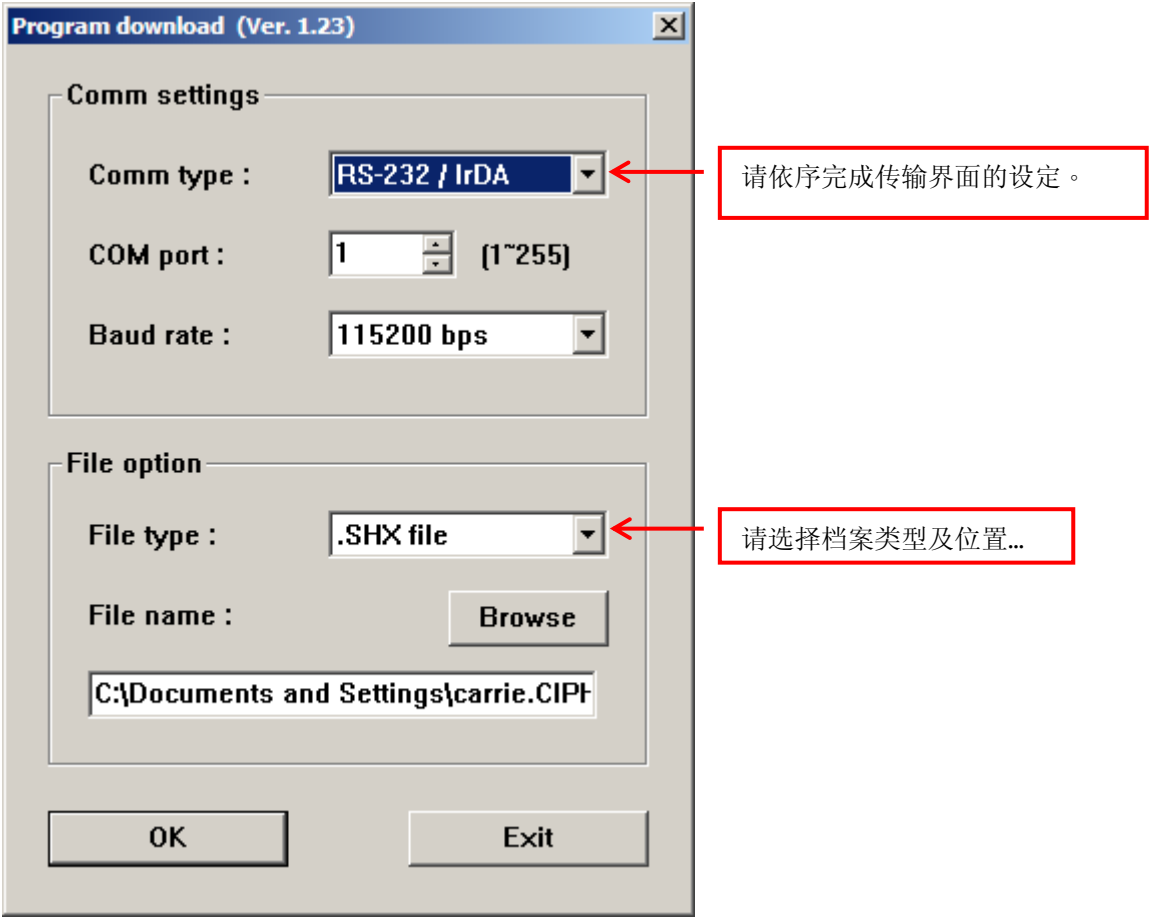 Program download (Ver. 1.23)
Comm settings
Comm type :
RS-232 / IrDA
请依序完成传输界面的设定。
COM port :
1
(1~255)
Baud rate :
115200 bps
File option
File type :
.SHX file
请选择档案类型及位置...
File name :
Browse
C:\Documents and Settings\carrie.CIPH
OK
Exit